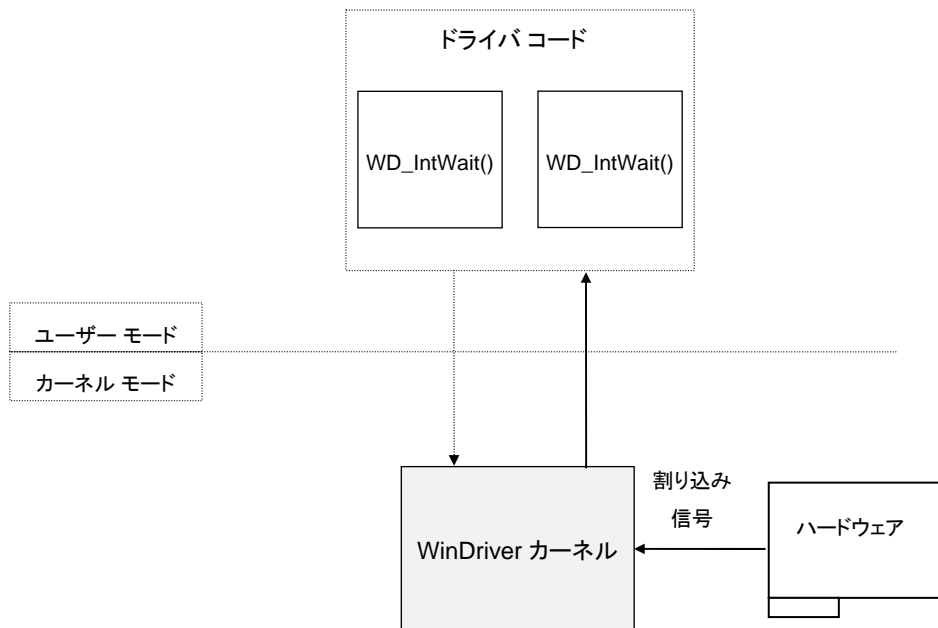 ドライバ コード
WD_IntWait()
WD_IntWait()
ユーザー モード
カーネル モード
割り込み
信号
ハードウェア
WinDriver カーネル